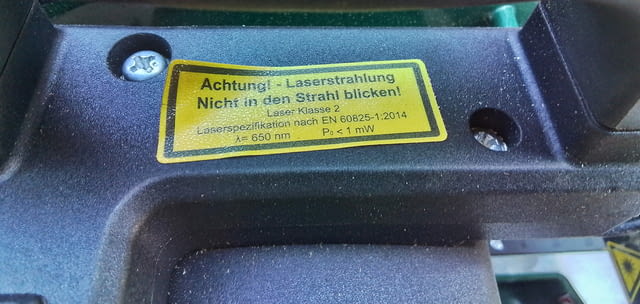 Achtung! - Laserstrahlung
Nicht in den Strahl blicken!
Laser Klasse 2
Laserspezifikation nach EN 60825-1:2014
λ= 650 nm P₀ < 1 mW